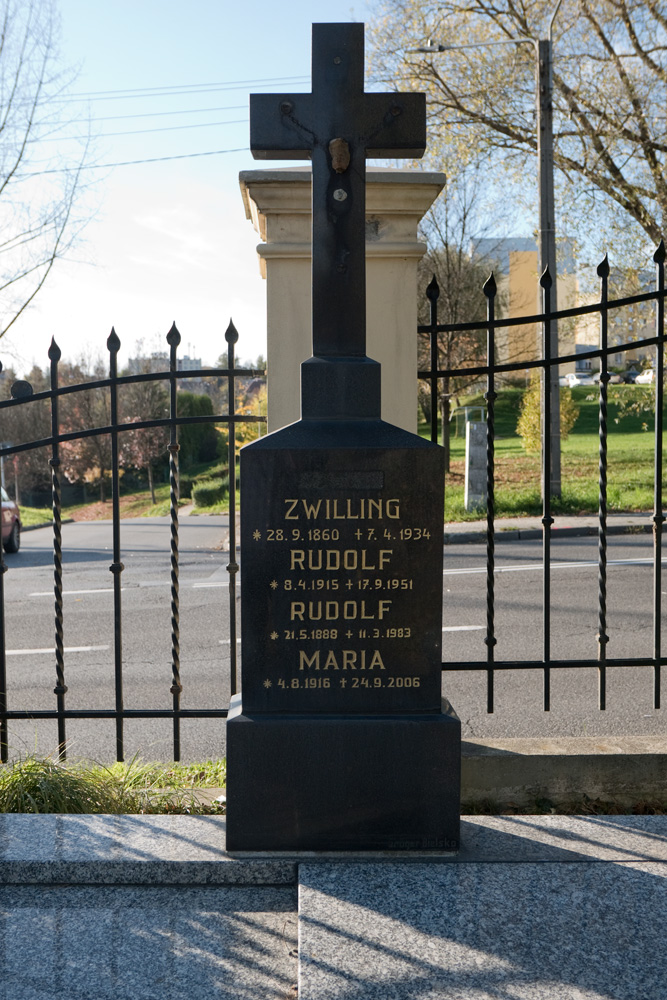 ZWILLING
* 28.9.1860 † 7.4.1934
RUDOLF
* 8.4.1915 † 17.9.1951
RUDOLF
* 21.5.1888 † 11.3.1983
MARIA
* 4.8.1916 † 24.9.2006